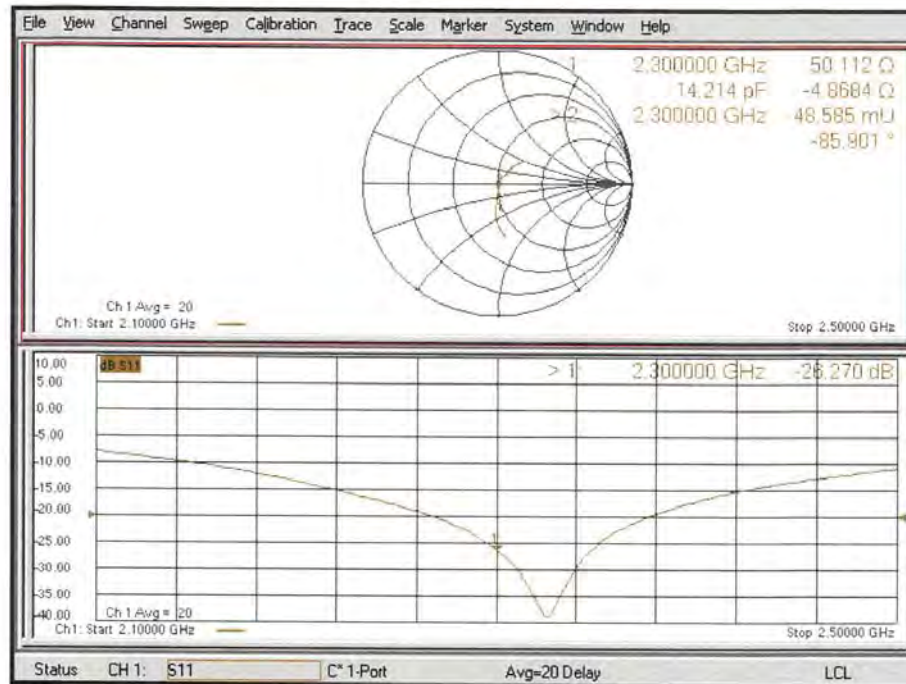 File View Channel Sweep Calibration Trace Scale Marker System Window Help
1 2.300000 GHz 50.112 Ω
14.214 pF -4.8684 Ω
> 2 2.300000 GHz 48.585 mU
-85.901 °
Ch 1 Avg = 20
Ch1: Start 2.10000 GHz
Stop 2.50000 GHz
10.00 dB S11 > 1 2.300000 GHz -26.270 dB
5.00
0.00
-5.00
-10.00
-15.00
-20.00
-25.00
1
-30.00
-35.00
-40.00
Ch 1 Avg = 20
Ch1: Start 2.10000 GHz
Stop 2.50000 GHz
Status CH 1: S11 C* 1-Port Avg=20 Delay LCL